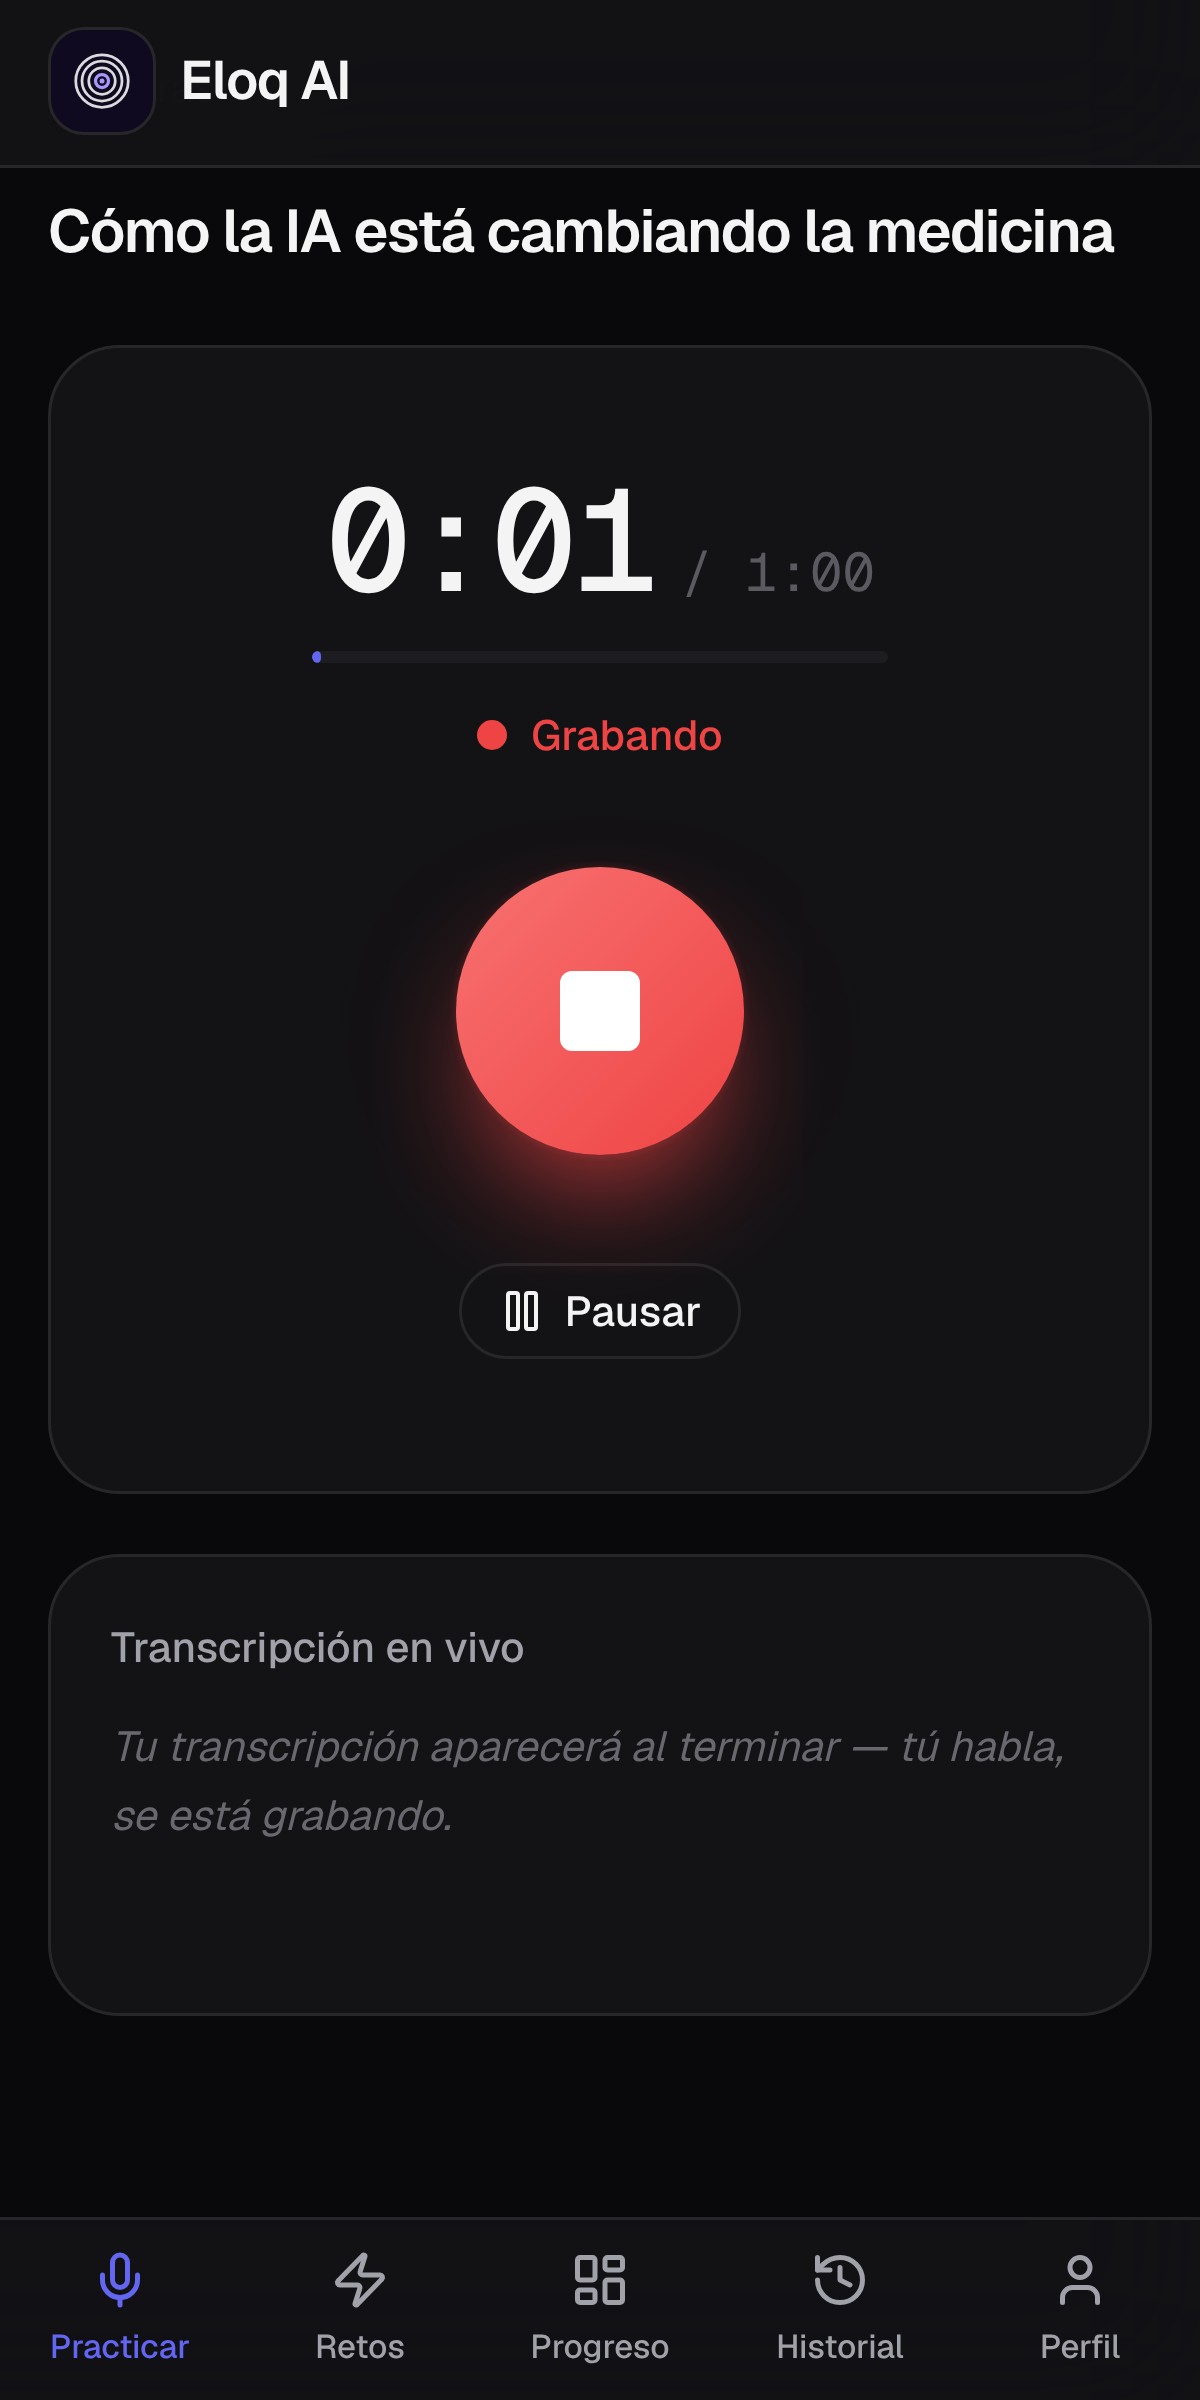 Eloq AI
Cómo la IA está cambiando la medicina
0:01 / 1:00
Grabando
Pausar
Transcripción en vivo
Tu transcripción aparecerá al terminar — tú habla,
se está grabando.
Practicar
Retos
Progreso
Historial
Perfil